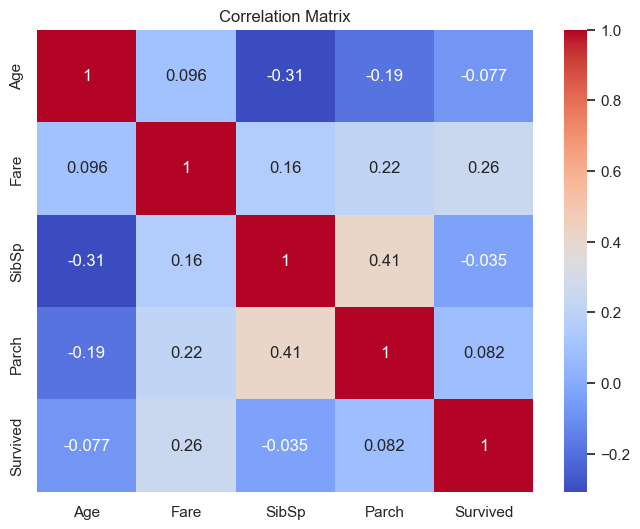 Correlation Matrix
Age 1 0.096 -0.31 -0.19 -0.077
Fare 0.096 1 0.16 0.22 0.26
SibSp -0.31 0.16 1 0.41 -0.035
Parch -0.19 0.22 0.41 1 0.082
Survived -0.077 0.26 -0.035 0.082 1
Age Fare SibSp Parch Survived
1.0
0.8
0.6
0.4
0.2
0.0
−0.2